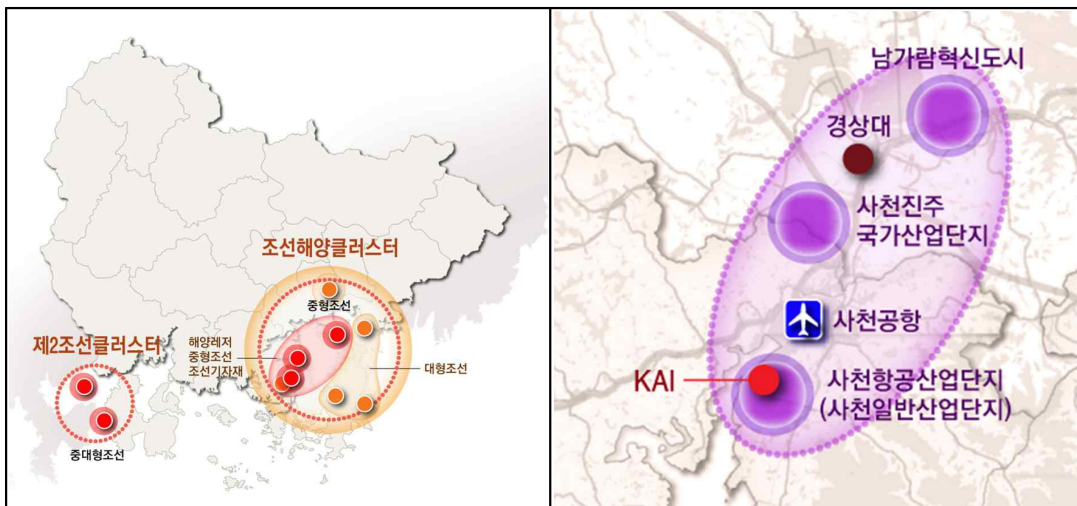 조선해양클러스터
중형조선
제2조선클러스터
해양레저
중형조선
조선기자재
대형조선
중대형조선
남가람혁신도시
경상대
사천진주
국가산업단지
사천공항
KAI
사천항공산업단지
(사천일반산업단지)